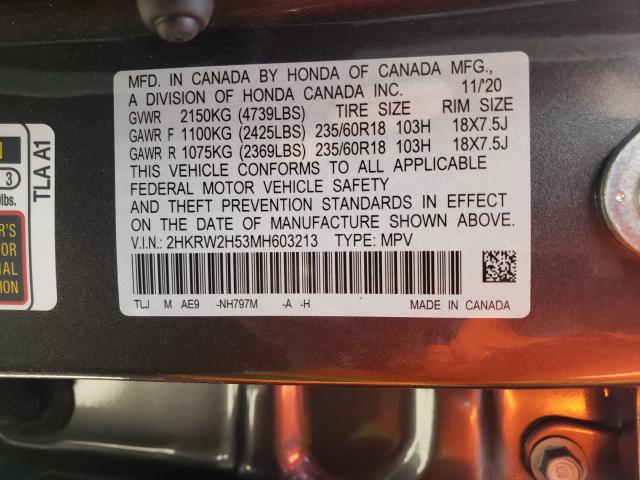 MFD. IN CANADA BY HONDA OF CANADA MFG.,
A DIVISION OF HONDA CANADA INC. 11/'20
GVWR 2150KG (4739LBS) TIRE SIZE RIM SIZE
GAWR F 1100KG (2425LBS) 235/60R18 103H 18X7.5J
GAWR R 1075KG (2369LBS) 235/60R18 103H 18X7.5J
THIS VEHICLE CONFORMS TO ALL APPLICABLE
FEDERAL MOTOR VEHICLE SAFETY
AND THEFT PREVENTION STANDARDS IN EFFECT
ON THE DATE OF MANUFACTURE SHOWN ABOVE.
V.I.N.: 2HKRW2H53MH603213 TYPE: MPV
TLJ M AE9 -NH797M -A -H MADE IN CANADA
TLA A1
3
lbs.